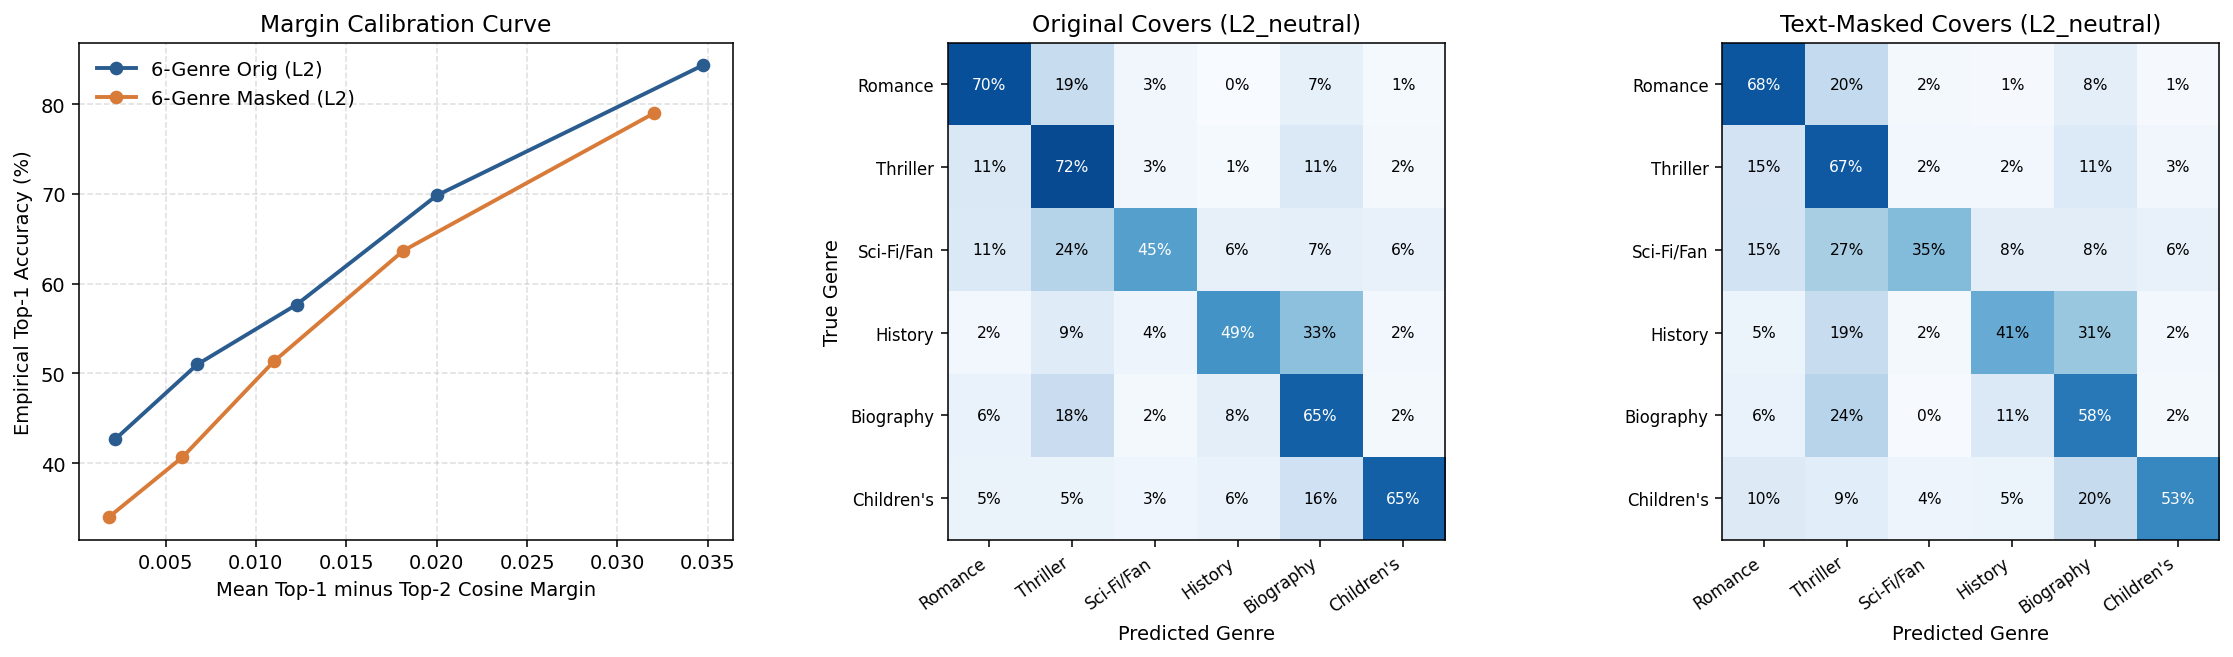 Margin Calibration Curve
6-Genre Orig (L2)
6-Genre Masked (L2)
Empirical Top-1 Accuracy (%)
80
70
60
50
40
0.005 0.010 0.015 0.020 0.025 0.030 0.035
Mean Top-1 minus Top-2 Cosine Margin
Original Covers (L2_neutral)
True Genre
Romance 70% 19% 3% 0% 7% 1%
Thriller 11% 72% 3% 1% 11% 2%
Sci-Fi/Fan 11% 24% 45% 6% 7% 6%
History 2% 9% 4% 49% 33% 2%
Biography 6% 18% 2% 8% 65% 2%
Children's 5% 5% 3% 6% 16% 65%
Romance Thriller Sci-Fi/Fan History Biography Children's
Predicted Genre
Text-Masked Covers (L2_neutral)
Romance 68% 20% 2% 1% 8% 1%
Thriller 15% 67% 2% 2% 11% 3%
Sci-Fi/Fan 15% 27% 35% 8% 8% 6%
History 5% 19% 2% 41% 31% 2%
Biography 6% 24% 0% 11% 58% 2%
Children's 10% 9% 4% 5% 20% 53%
Romance Thriller Sci-Fi/Fan History Biography Children's
Predicted Genre